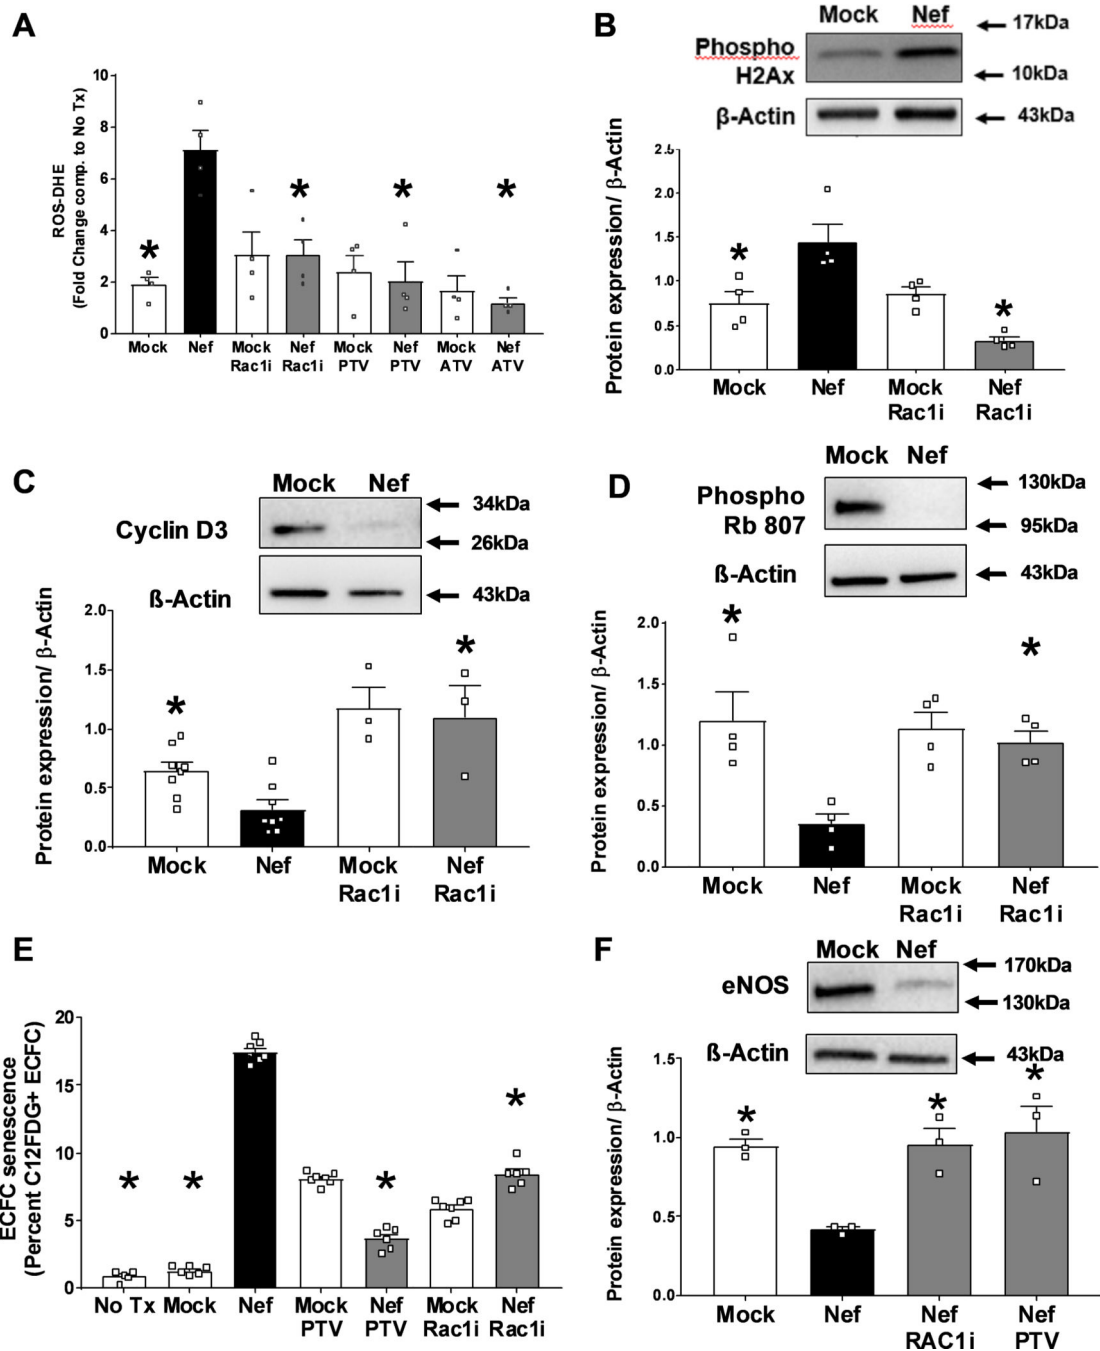 A
10
8
6
4
2
0
ROS-DHE
(Fold Change comp. to No Tx)
* * * *
Mock Nef Mock Nef Mock Nef Mock Nef
Rac1i Rac1i PTV PTV ATV ATV
B
Mock Nef
17kDa
Phospho
H2Ax
10kDa
β-Actin
43kDa
2.5
2.0
1.5
1.0
0.5
0.0
Protein expression/ β-Actin
* *
Mock Nef Mock Nef
Rac1i Rac1i
C
Mock Nef
34kDa
Cyclin D3
26kDa
ß-Actin
43kDa
2.0
1.5
1.0
0.5
0.0
Protein expression/ β-Actin
* *
Mock Nef Mock Nef
Rac1i Rac1i
D
Mock Nef
130kDa
Phospho
Rb 807
95kDa
ß-Actin
43kDa
2.0
1.5
1.0
0.5
0.0
Protein expression/ β-Actin
* *
Mock Nef Mock Nef
Rac1i Rac1i
E
20
15
10
5
0
ECFC senescence
(Percent C12FDG+ ECFC)
* * * *
No Tx Mock Nef Mock Nef Mock Nef
PTV PTV Rac1i Rac1i
F
Mock Nef
170kDa
eNOS
130kDa
ß-Actin
43kDa
1.5
1.0
0.5
0.0
Protein expression/ β-Actin
* * *
Mock Nef Nef Nef
RAC1i PTV